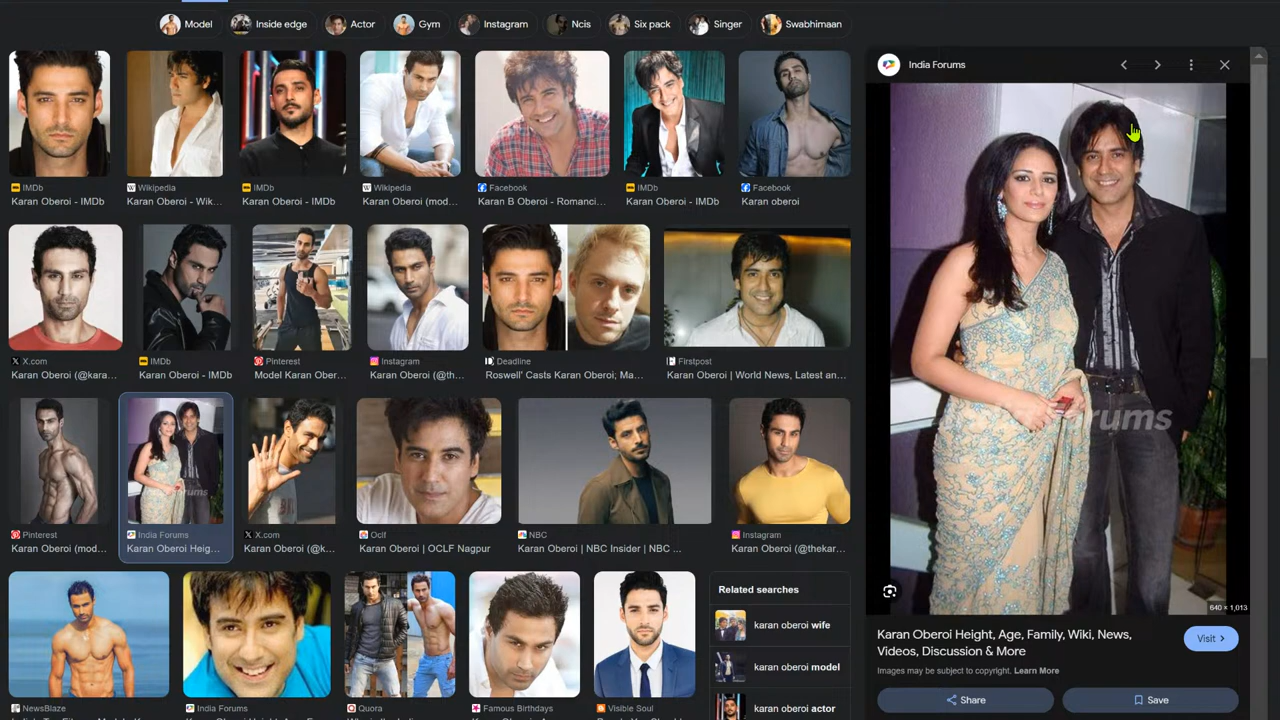 Model
Inside edge
Actor
Gym
Instagram
Ncis
Six pack
Singer
Swabhimaan
India Forums
IMDb
Karan Oberoi - IMDb
Wikipedia
Karan Oberoi - Wik...
IMDb
Karan Oberoi - IMDb
Wikipedia
Karan Oberoi (mod...
Facebook
Karan B Oberoi - Romanci...
IMDb
Karan Oberoi - IMDb
Facebook
Karan oberoi
X.com
Karan Oberoi (@kara...
IMDb
Karan Oberoi - IMDb
Pinterest
Model Karan Ober...
Instagram
Karan Oberoi (@th...
Deadline
Roswell' Casts Karan Oberoi; Ma...
Firstpost
Karan Oberoi | World News, Latest an...
Pinterest
Karan Oberoi (mod...
India Forums
Karan Oberoi Heig...
X.com
Karan Oberoi (@k...
Oclf
Karan Oberoi | OCLF Nagpur
NBC
Karan Oberoi | NBC Insider | NBC ...
Instagram
Karan Oberoi (@thekar...
NewsBlaze
India Forums
Quora
Famous Birthdays
Visible Soul
Related searches
karan oberoi wife
karan oberoi model
karan oberoi actor
640 × 1,013
Karan Oberoi Height, Age, Family, Wiki, News,
Videos, Discussion & More
Visit
Images may be subject to copyright. Learn More
Share
Save